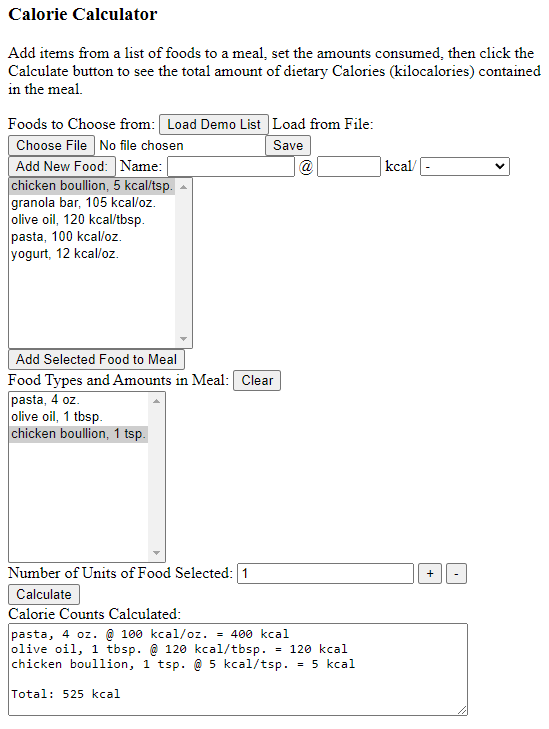 Calorie Calculator
Add items from a list of foods to a meal, set the amounts consumed, then click the
Calculate button to see the total amount of dietary Calories (kilocalories) contained
in the meal.
Foods to Choose from: Load Demo List Load from File:
Choose File No file chosen Save
Add New Food: Name: @ kcal/ -
chicken boullion, 5 kcal/tsp.
granola bar, 105 kcal/oz.
olive oil, 120 kcal/tbsp.
pasta, 100 kcal/oz.
yogurt, 12 kcal/oz.
Add Selected Food to Meal
Food Types and Amounts in Meal: Clear
pasta, 4 oz.
olive oil, 1 tbsp.
chicken boullion, 1 tsp.
Number of Units of Food Selected: 1 + -
Calculate
Calorie Counts Calculated:
pasta, 4 oz. @ 100 kcal/oz. = 400 kcal
olive oil, 1 tbsp. @ 120 kcal/tbsp. = 120 kcal
chicken boullion, 1 tsp. @ 5 kcal/tsp. = 5 kcal
Total: 525 kcal